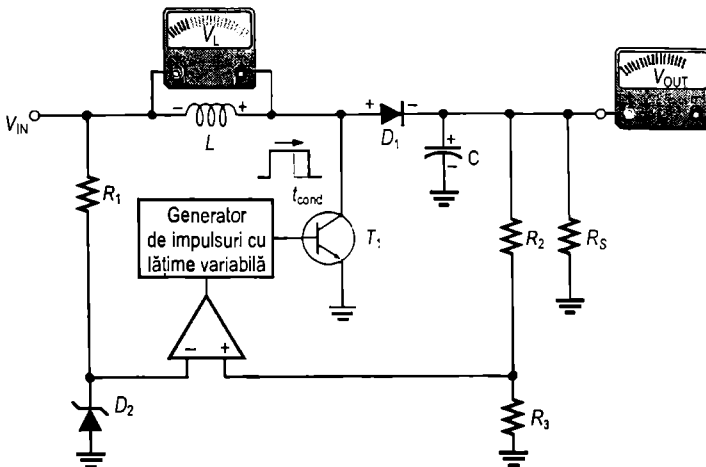 V_L
V_OUT
V_IN
− +
L
+ −
D_1
+
−
C
t_cond
R_1
Generator
de impulsuri cu
lățime variabilă
T_1
R_2
R_S
− +
D_2
R_3